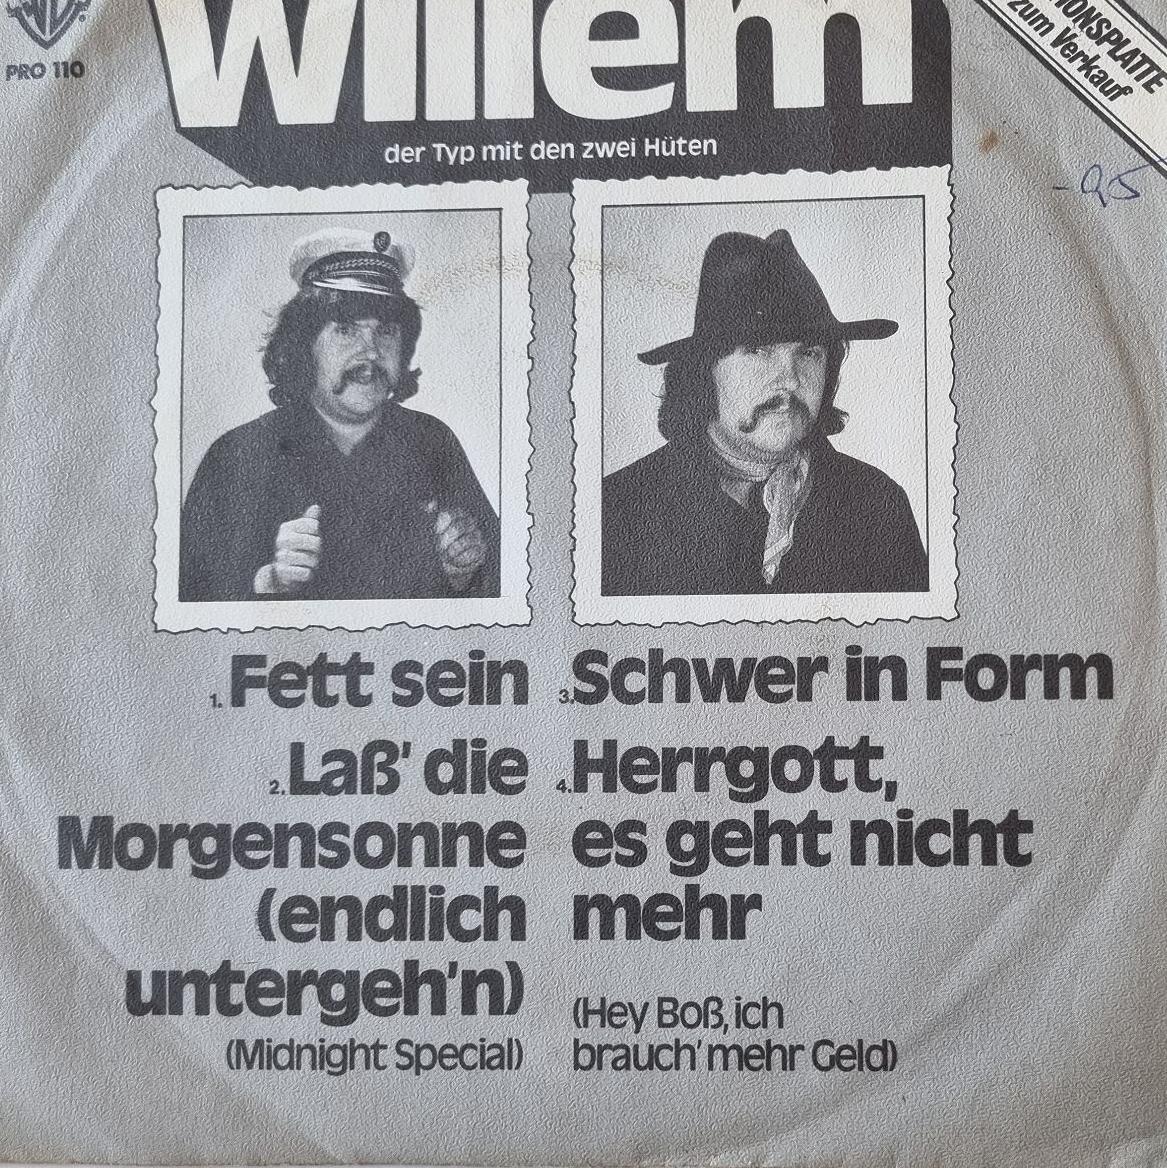 PRO 110
Willem
zum Verkauf
der Typ mit den zwei Hüten
-95
1. Fett sein
2. Laß' die
Morgensonne
(endlich
untergeh'n)
(Midnight Special)
3. Schwer in Form
4. Herrgott,
es geht nicht
mehr
(Hey Boß, ich
brauch' mehr Geld)